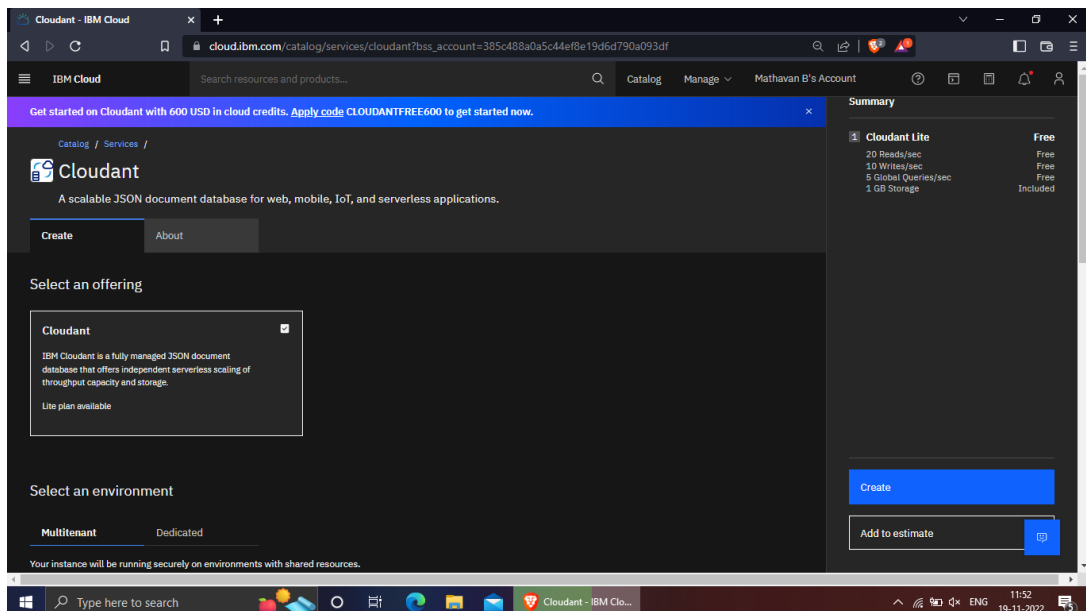 Cloudant - IBM Cloud
cloud.ibm.com/catalog/services/cloudant?bss_account=385c488a0a5c44ef8e19d6d790a093df
IBM Cloud
Search resources and products...
Catalog
Manage
Mathavan B's Account
Get started on Cloudant with 600 USD in cloud credits. Apply code CLOUDANTFREE600 to get started now.
Catalog / Services /
Cloudant
A scalable JSON document database for web, mobile, IoT, and serverless applications.
Create
About
Select an offering
Cloudant
IBM Cloudant is a fully managed JSON document
database that offers independent serverless scaling of
throughput capacity and storage.
Lite plan available
Select an environment
Multitenant
Dedicated
Your instance will be running securely on environments with shared resources.
Summary
1 Cloudant Lite Free
20 Reads/sec Free
10 Writes/sec Free
5 Global Queries/sec Free
1 GB Storage Included
Create
Add to estimate
Type here to search
Cloudant - IBM Clo...
ENG
11:52
19-11-2022